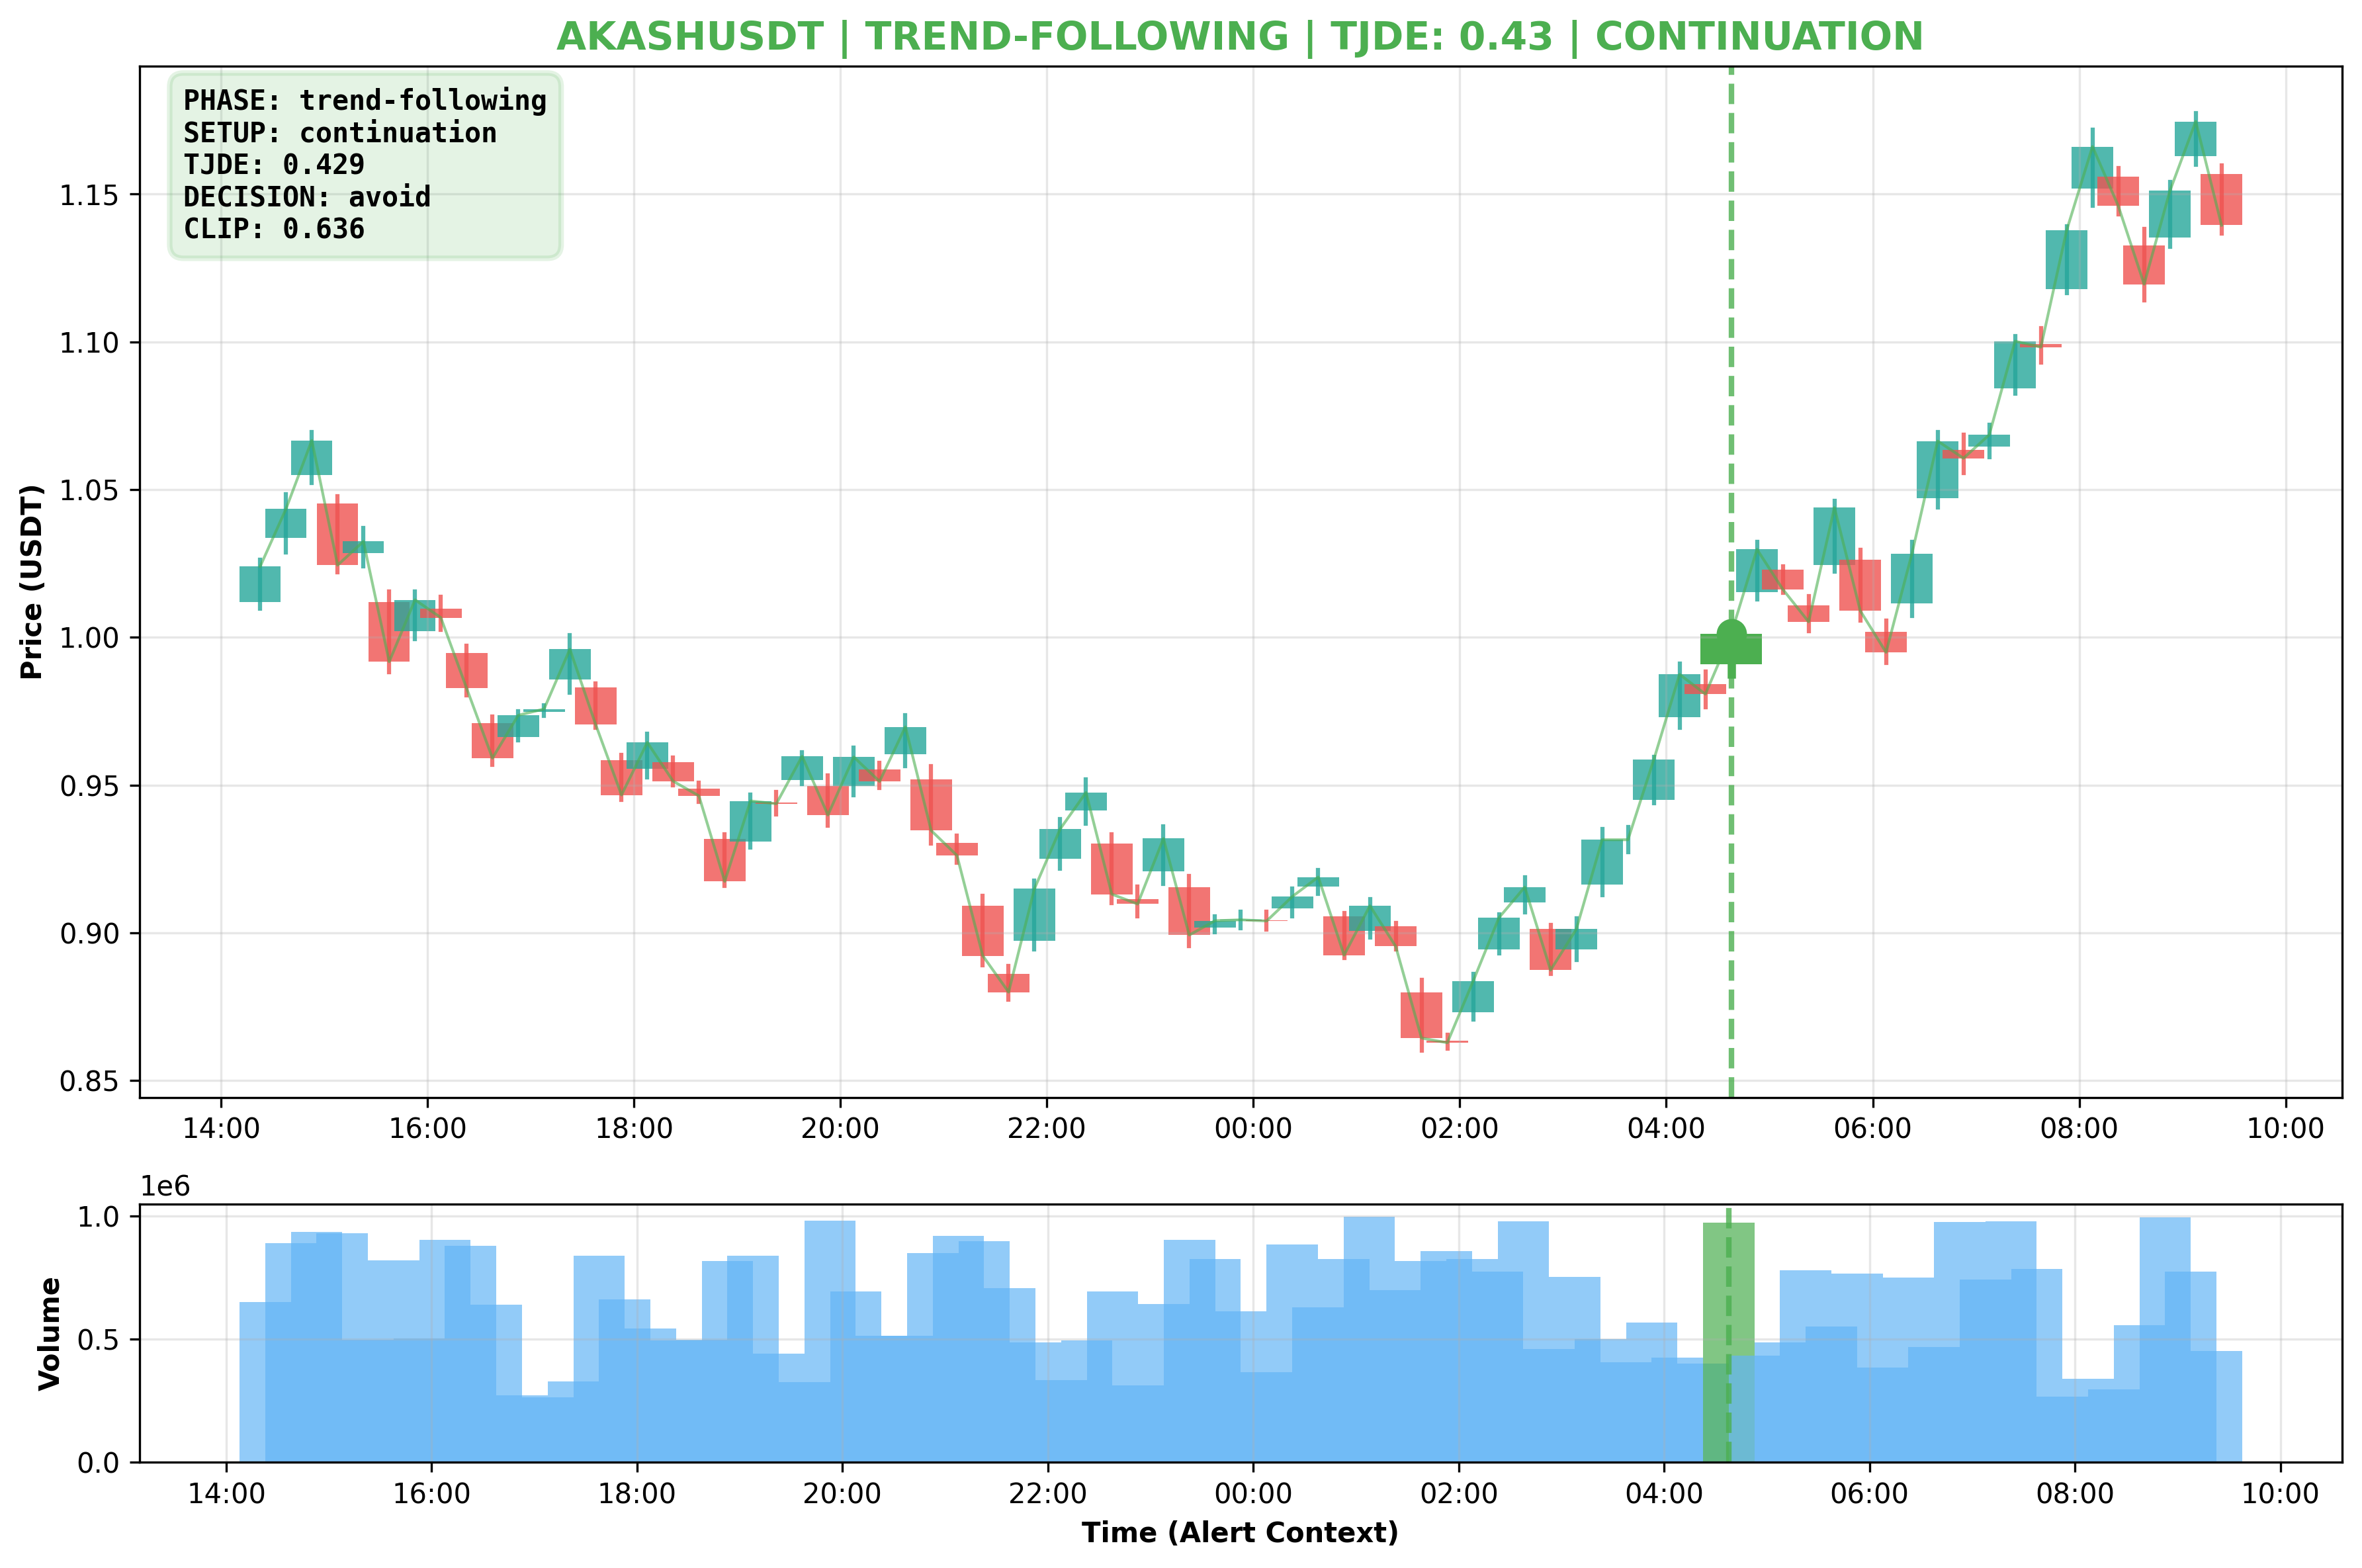 AKASHUSDT | TREND-FOLLOWING | TJDE: 0.43 | CONTINUATION
PHASE: trend-following
SETUP: continuation
TJDE: 0.429
DECISION: avoid
CLIP: 0.636
Price (USDT)
1.15
1.10
1.05
1.00
0.95
0.90
0.85
14:00 16:00 18:00 20:00 22:00 00:00 02:00 04:00 06:00 08:00 10:00
1e6
Volume
1.0
0.5
0.0
14:00 16:00 18:00 20:00 22:00 00:00 02:00 04:00 06:00 08:00 10:00
Time (Alert Context)